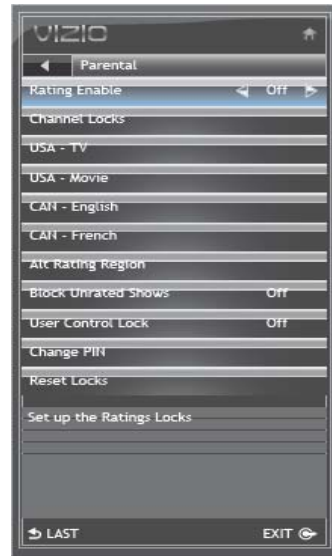 VIZIO
Parental
Rating Enable Off
Channel Locks
USA - TV
USA - Movie
CAN - English
CAN - French
Alt Rating Region
Block Unrated Shows Off
User Control Lock Off
Change PIN
Reset Locks
Set up the Ratings Locks
LAST EXIT